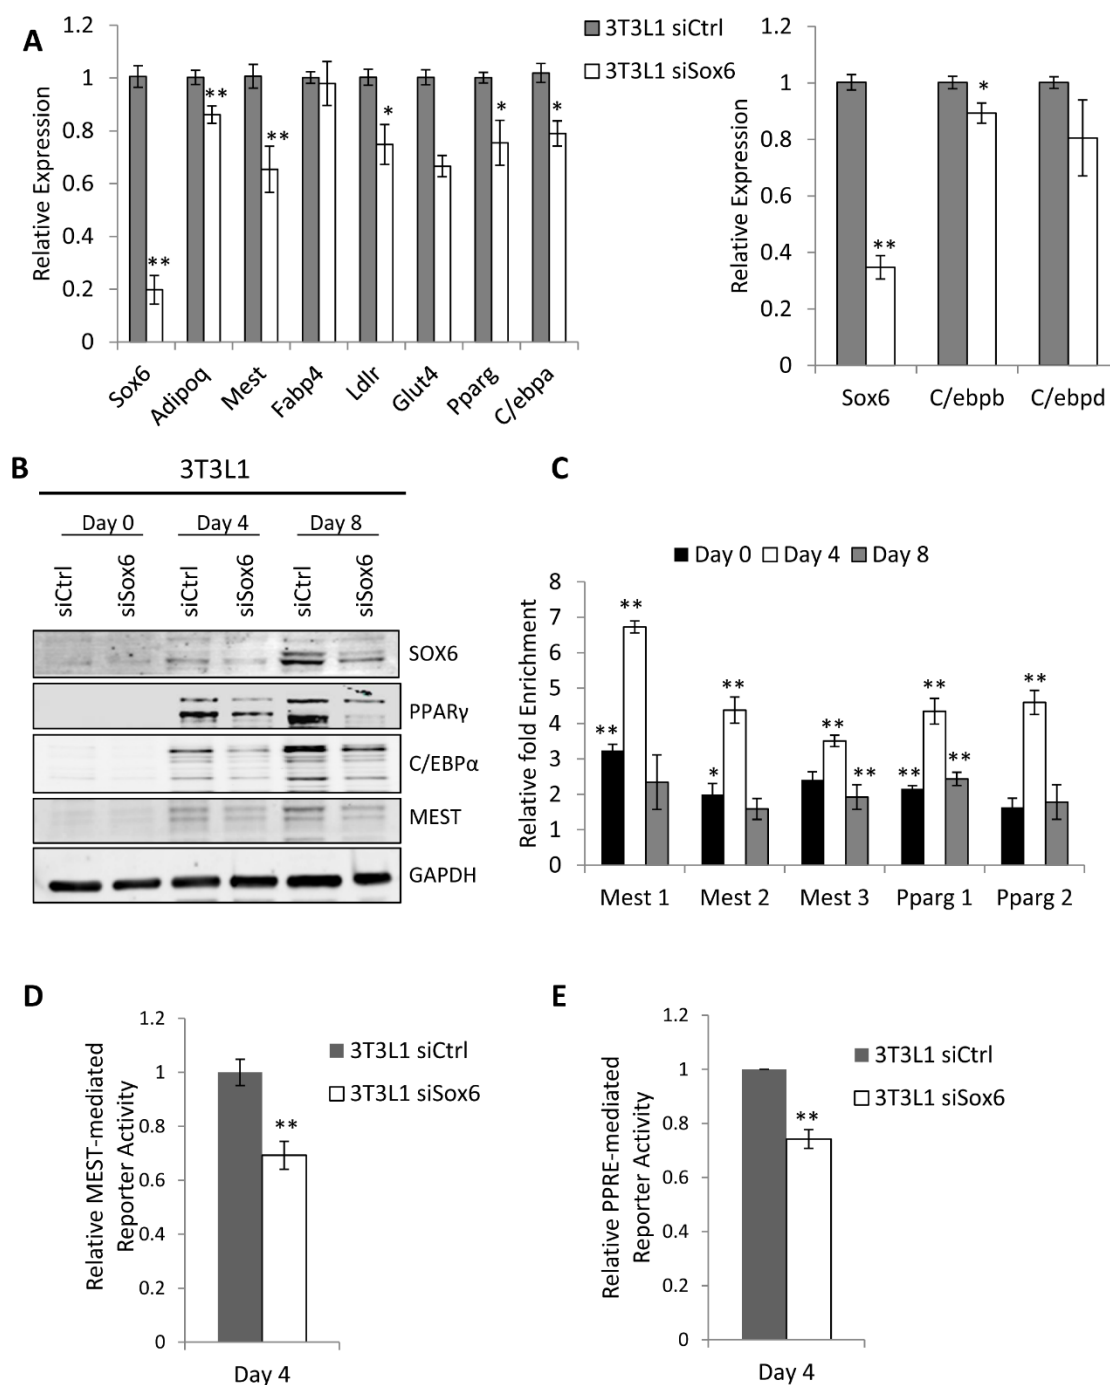 A
1.2
1
0.8
0.6
0.4
0.2
0
Relative Expression
**
**
**
*
*
*
Sox6
Adipoq
Mest
Fabp4
Ldlr
Glut4
Pparg
C/ebpa
3T3L1 siCtrl
3T3L1 siSox6
1.2
1
0.8
0.6
0.4
0.2
0
Relative Expression
**
*
Sox6
C/ebpb
C/ebpd
B
3T3L1
Day 0
Day 4
Day 8
siCtrl
siSox6
siCtrl
siSox6
siCtrl
siSox6
SOX6
PPARγ
C/EBPα
MEST
GAPDH
C
Day 0
Day 4
Day 8
8
7
6
5
4
3
2
1
0
Relative fold Enrichment
**
**
*
**
**
**
**
**
**
**
Mest 1
Mest 2
Mest 3
Pparg 1
Pparg 2
D
1.2
1
0.8
0.6
0.4
0.2
0
Relative MEST-mediated
Reporter Activity
3T3L1 siCtrl
3T3L1 siSox6
**
Day 4
E
1.2
1
0.8
0.6
0.4
0.2
0
Relative PPRE-mediated
Reporter Activity
3T3L1 siCtrl
3T3L1 siSox6
**
Day 4